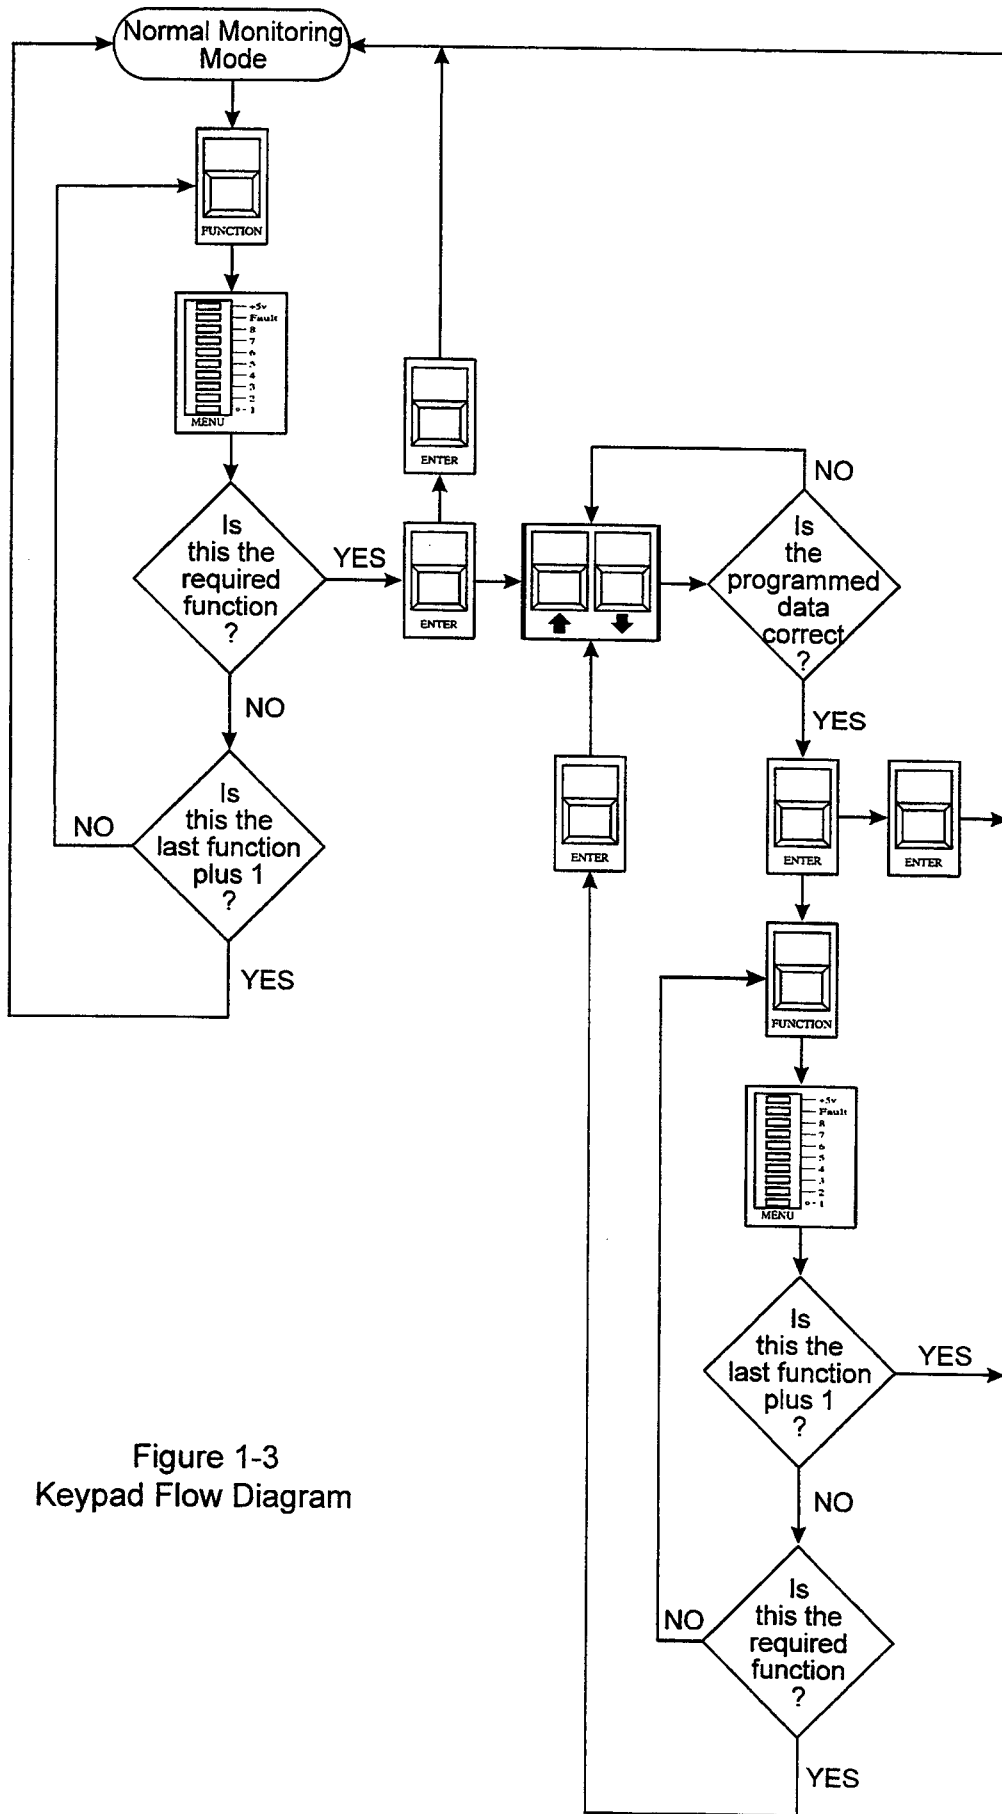 Normal Monitoring
Mode
FUNCTION
+5v
Fault
8
7
6
5
4
3
2
1
MENU
Is
this the
required
function
?
YES
NO
Is
this the
last function
plus 1
?
NO
YES
ENTER
ENTER
NO
Is
the
programmed
data
correct
?
YES
ENTER
ENTER
ENTER
FUNCTION
+5v
Fault
8
7
6
5
4
3
2
1
MENU
Is
this the
last function
plus 1
?
YES
NO
Is
this the
required
function
?
NO
YES
Figure 1-3
Keypad Flow Diagram